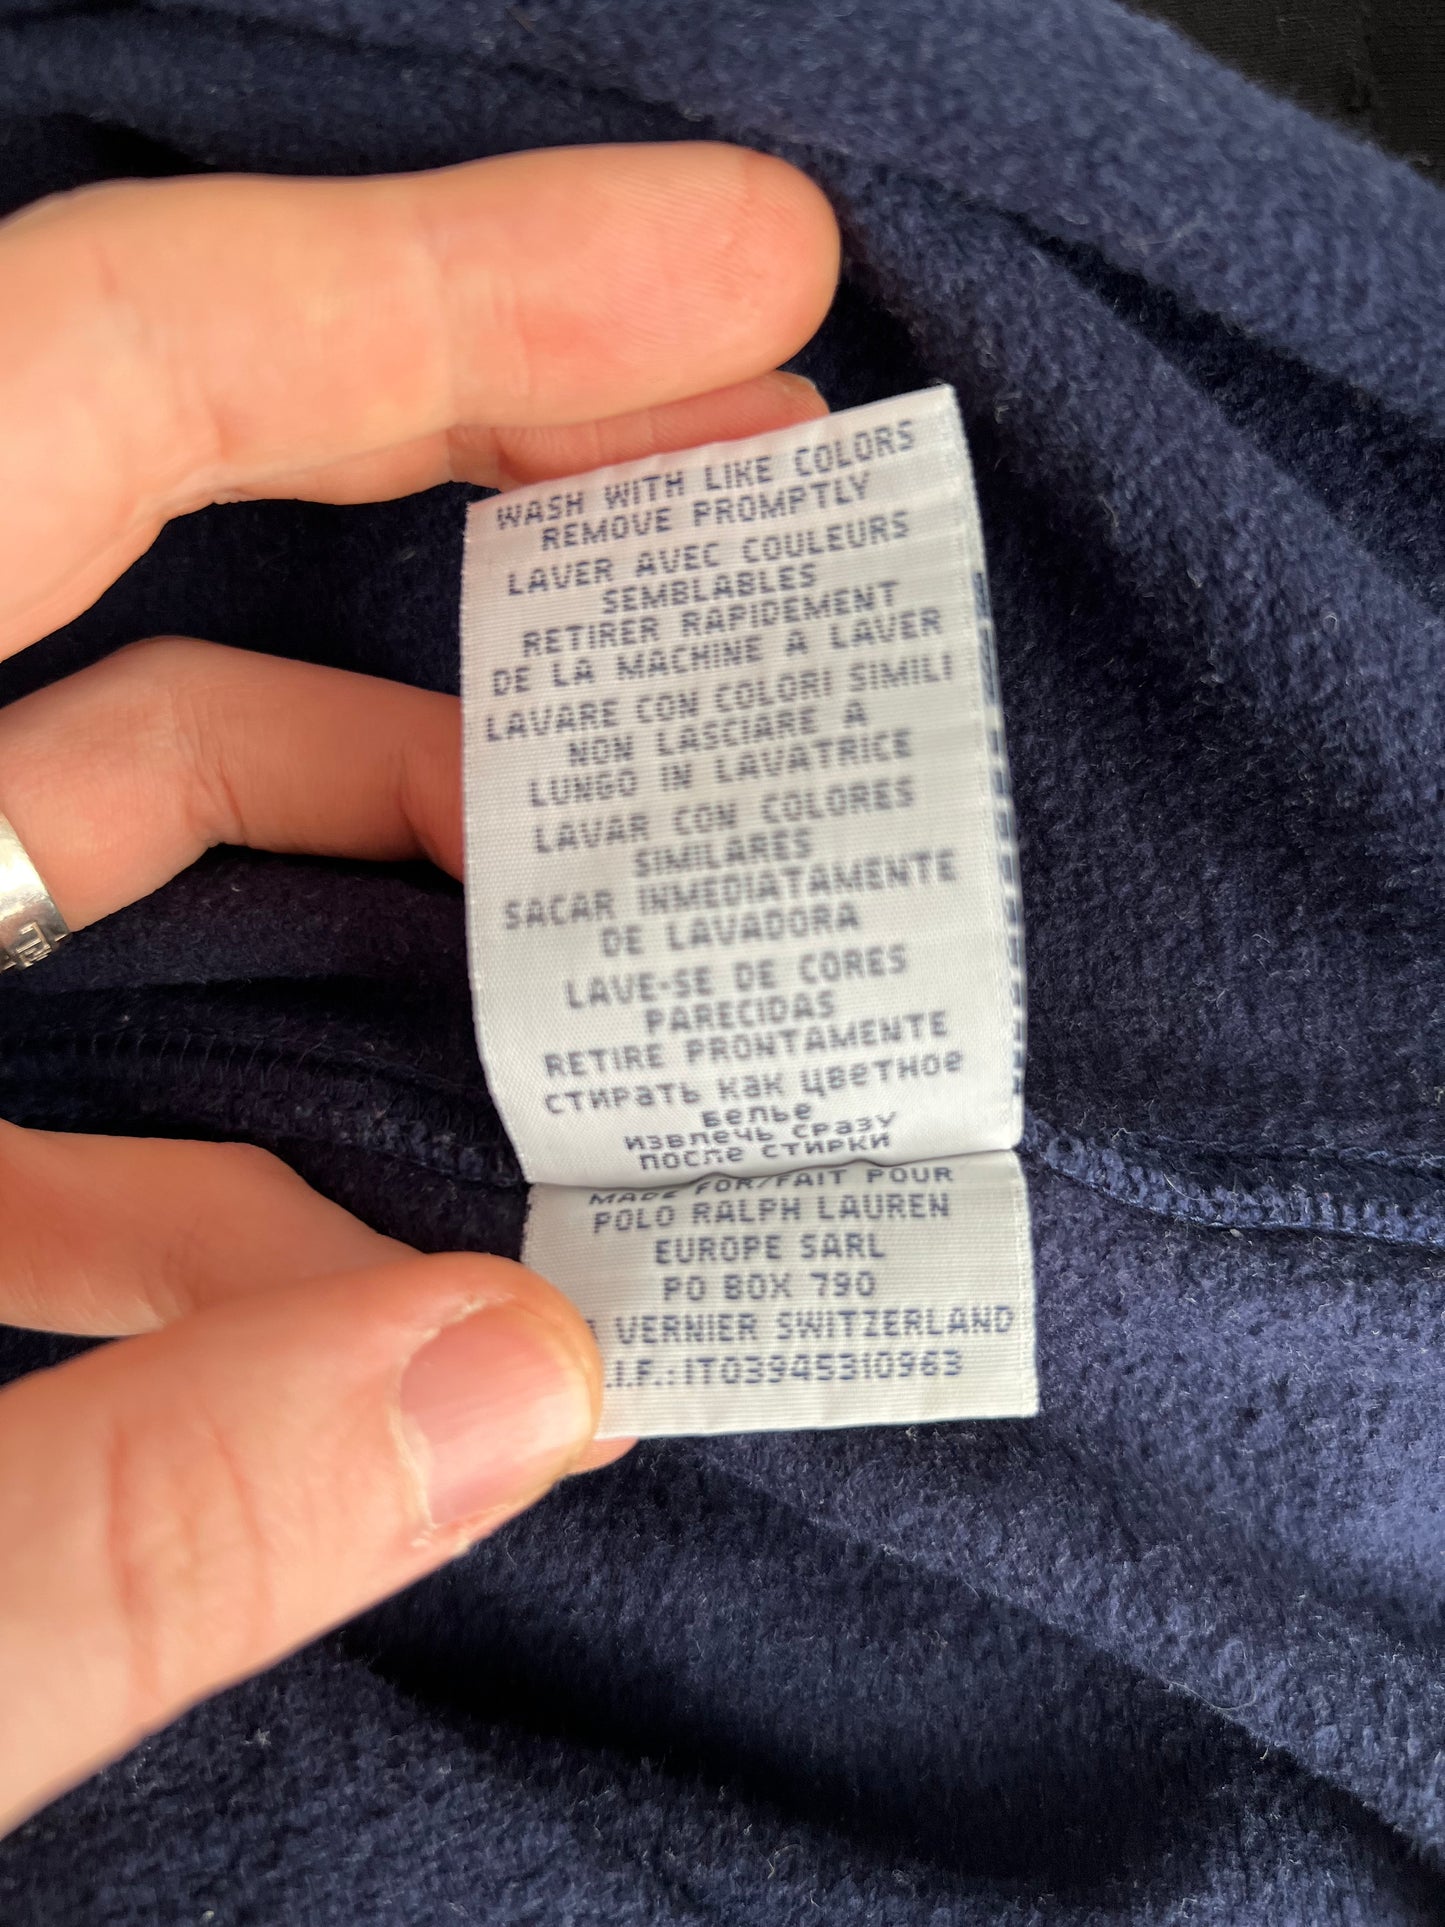 WASH WITH LIKE COLORS
REMOVE PROMPTLY
LAVER AVEC COULEURS
SEMBLABLES
RETIRER RAPIDEMENT
DE LA MACHINE A LAVER
LAVARE CON COLORI SIMILI
NON LASCIARE A
LUNGO IN LAVATRICE
LAVAR CON COLORES
SIMILARES
SACAR INMEDIATAMENTE
DE LAVADORA
LAVE-SE DE CORES
PARECIDAS
RETIRE PRONTAMENTE
СТИРАТЬ КАК ЦВЕТНОЕ
БЕЛЬЕ
ИЗВЛЕЧЬ СРАЗУ
ПОСЛЕ СТИРКИ
MADE FOR/FAIT POUR
POLO RALPH LAUREN
EUROPE SARL
PO BOX 790
VERNIER SWITZERLAND
.I.F.:IT03945310963